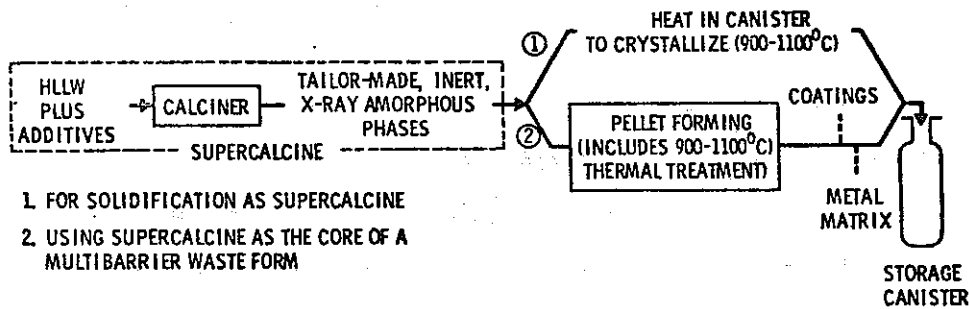 HLLW
PLUS
ADDITIVES
CALCINER
TAILOR-MADE, INERT,
X-RAY AMORPHOUS
PHASES
SUPERCALCINE
①
HEAT IN CANISTER
TO CRYSTALLIZE (900-1100⁰C)
②
PELLET FORMING
(INCLUDES 900-1100⁰C)
THERMAL TREATMENT)
COATINGS
METAL
MATRIX
STORAGE
CANISTER
1. FOR SOLIDIFICATION AS SUPERCALCINE
2. USING SUPERCALCINE AS THE CORE OF A
MULTIBARRIER WASTE FORM